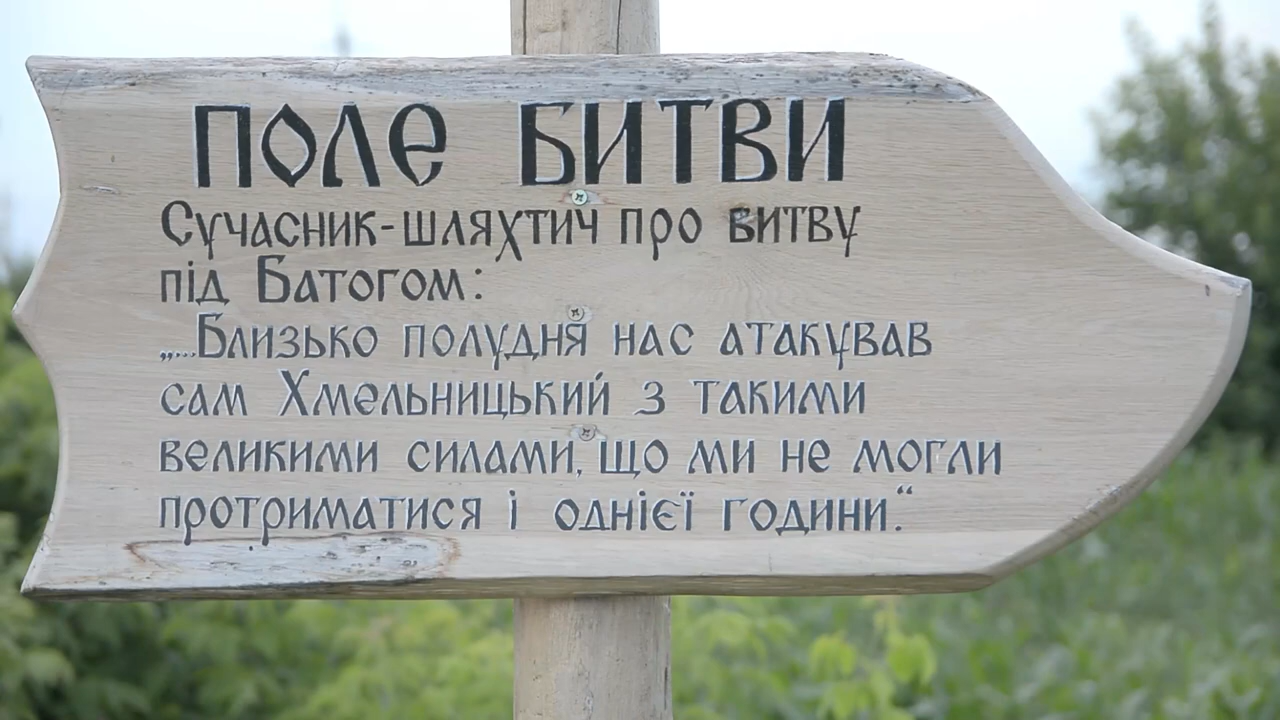 ПОЛЕ БИТВИ
Сучасник-шляхтич про битву
під Батогом:
„...Близько полудня нас атакував
сам Хмельницький з такими
великими силами, що ми не могли
протриматися і однієї години.“